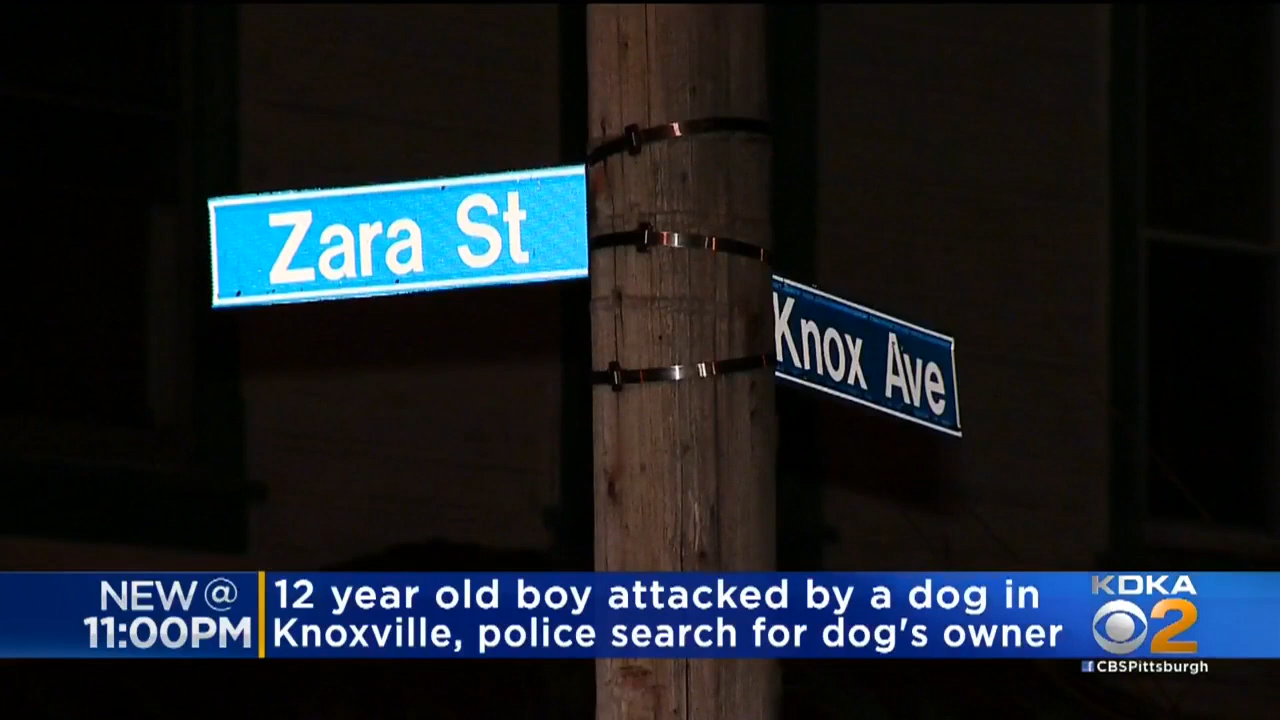 Zara St
Knox Ave
NEW @
11:00PM
12 year old boy attacked by a dog in
Knoxville, police search for dog's owner
KDKA
2
f CBSPittsburgh